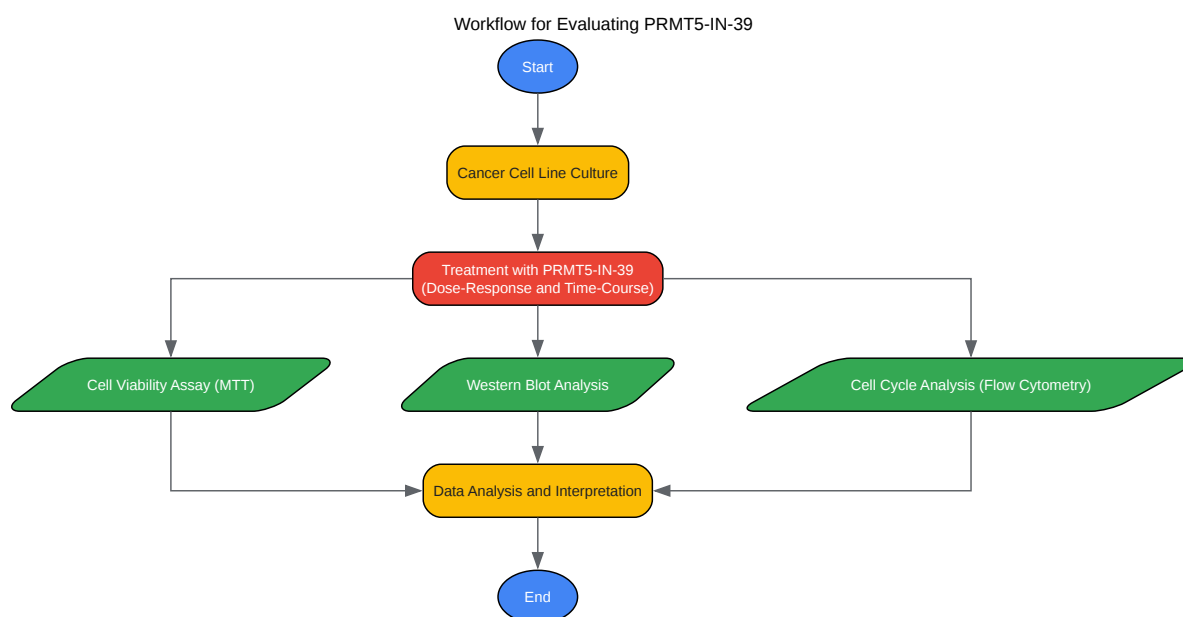 Workflow for Evaluating PRMT5-IN-39
Start
Cancer Cell Line Culture
Treatment with PRMT5-IN-39
(Dose-Response and Time-Course)
Cell Viability Assay (MTT)
Western Blot Analysis
Cell Cycle Analysis (Flow Cytometry)
Data Analysis and Interpretation
End